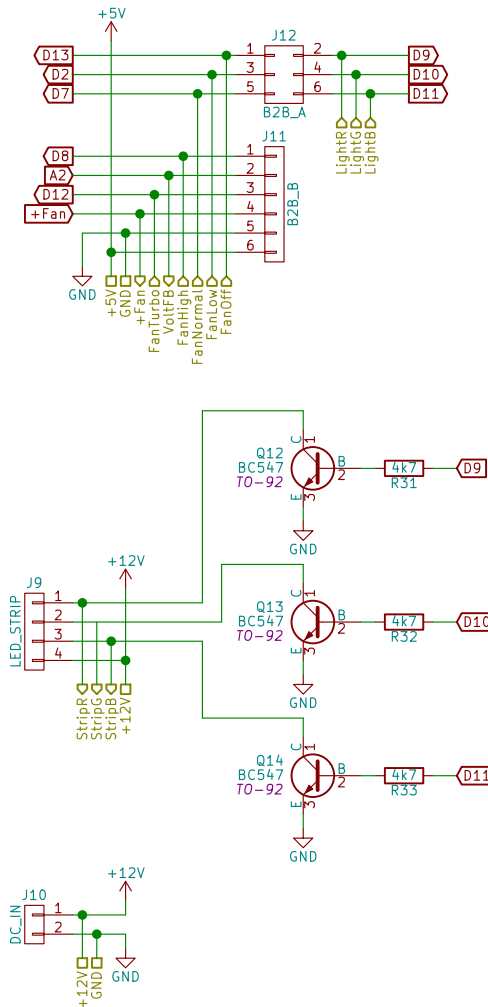 +5V
J12
D13
1
2
D9
D2
3
4
D10
D7
5
6
D11
B2B_A
LightR
LightG
LightB
J11
D8
1
A2
2
D12
3
+Fan
4
5
6
B2B_B
GND
+5V
GND
+Fan
FanTurbo
VoltFB
FanHigh
FanNormal
FanLow
FanOff
Q12
BC547
TO-92
C
1
B
2
E
3
4k7
R31
D9
GND
+12V
J9
LED_STRIP
1
2
3
4
StripR
StripG
StripB
+12V
Q13
BC547
TO-92
C
1
B
2
E
3
4k7
R32
D10
GND
Q14
BC547
TO-92
C
1
B
2
E
3
4k7
R33
D11
GND
+12V
J10
DC_IN
1
2
+12V
GND
GND